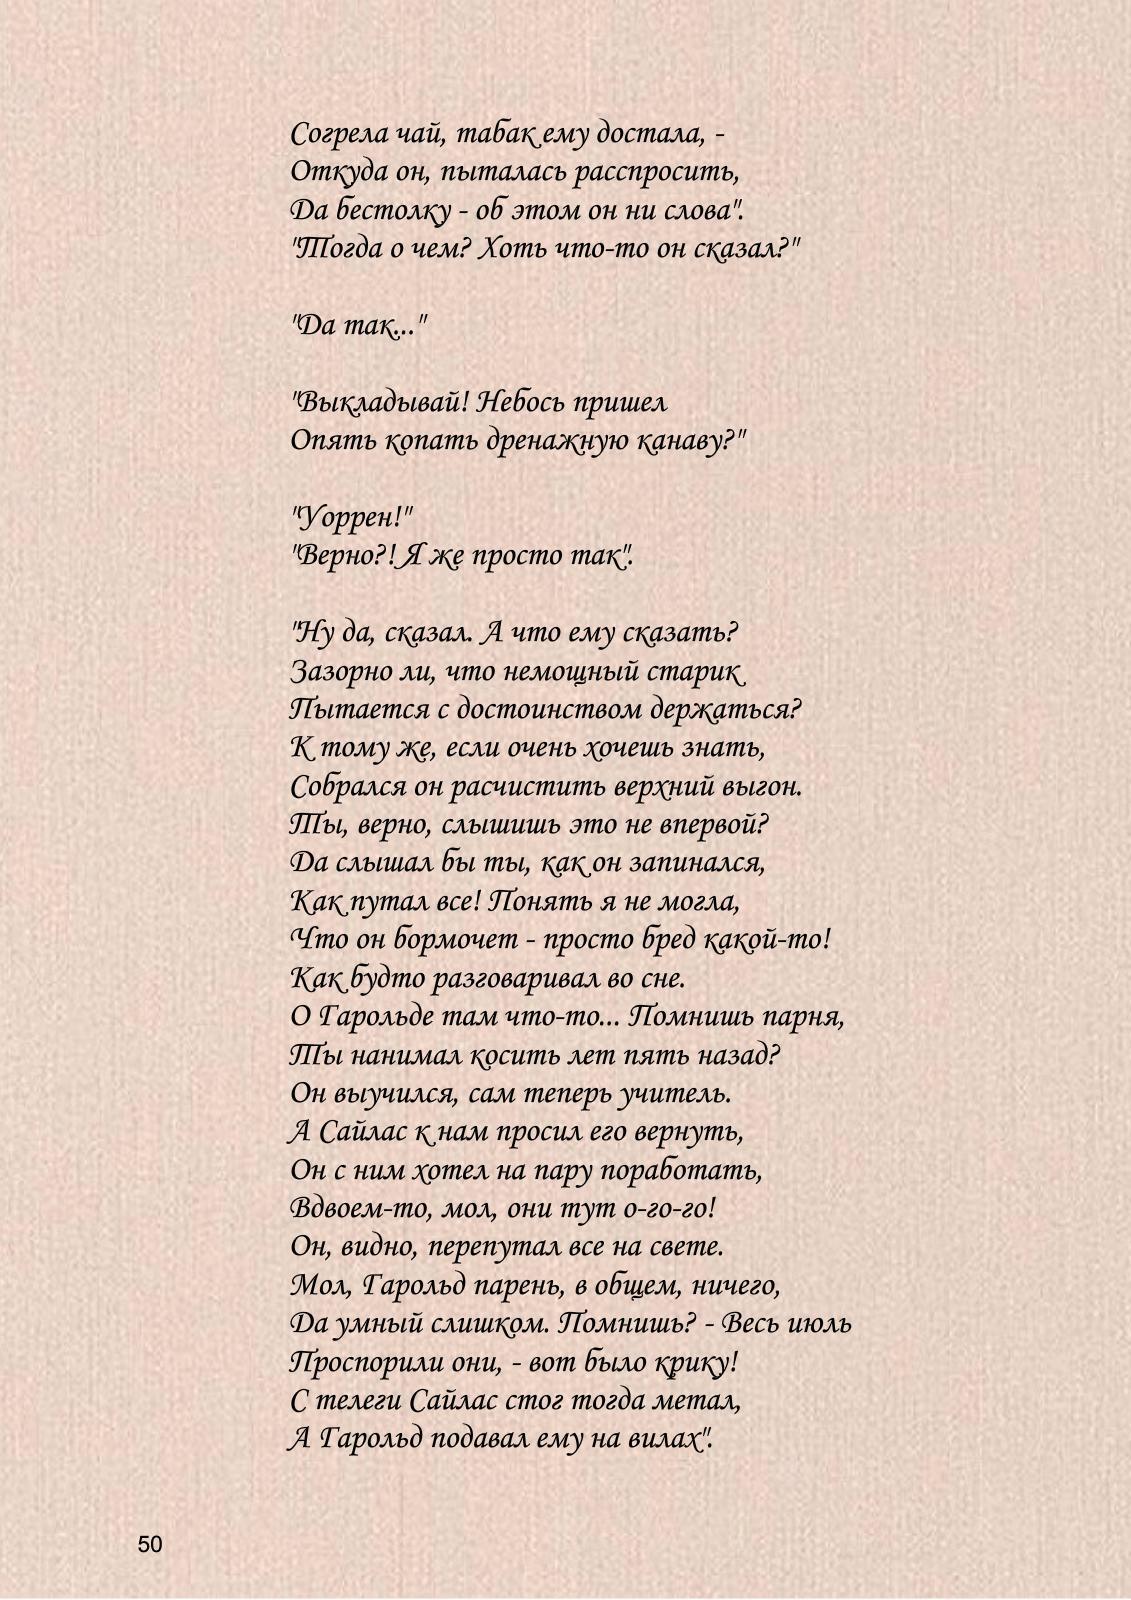 Согрела чай, табак ему достала, -
Откуда он, пыталась расспросить,
Да бестолку - об этом он ни слова".
"Тогда о чем? Хоть что-то он сказал?"
"Да так..."
"Выкладывай! Небось пришел
Опять копать дренажную канаву?"
"Уоррен!"
"Верно?! Я же просто так".
"Ну да, сказал. А что ему сказать?
Зазорно ли, что немощный старик
Пытается с достоинством держаться?
К тому же, если очень хочешь знать,
Собрался он расчистить верхний выгон.
Ты, верно, слышишь это не впервой?
Да слышал бы ты, как он запинался,
Как путал все! Понять я не могла,
Что он бормочет - просто бред какой-то!
Как будто разговаривал во сне.
О Гарольде там что-то... Помнишь парня,
Ты нанимал косить лет пять назад?
Он выучился, сам теперь учитель.
А Сайлас к нам просил его вернуть,
Он с ним хотел на пару поработать,
Вдвоем-то, мол, они тут о-го-го!
Он, видно, перепутал все на свете.
Мол, Гарольд парень, в общем, ничего,
Да умный слишком. Помнишь? - Весь июль
Проспорили они, - вот было крику!
С телеги Сайлас стог тогда метал,
А Гарольд подавал ему на вилах".
50